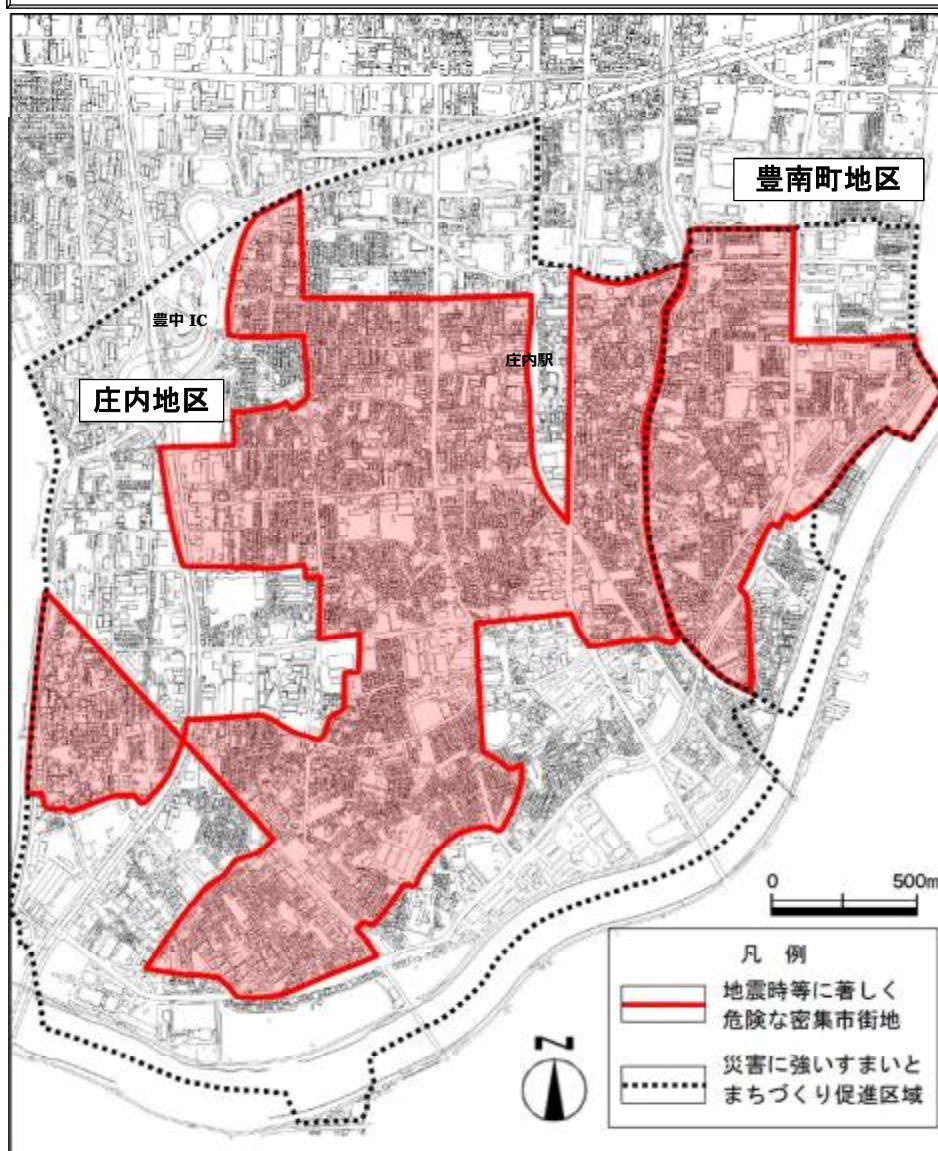 豊南町地区
豊中 IC
庄内駅
庄内地区
0 500m
凡 例
地震時等に著しく
危険な密集市街地
災害に強いすまいと
まちづくり促進区域
N